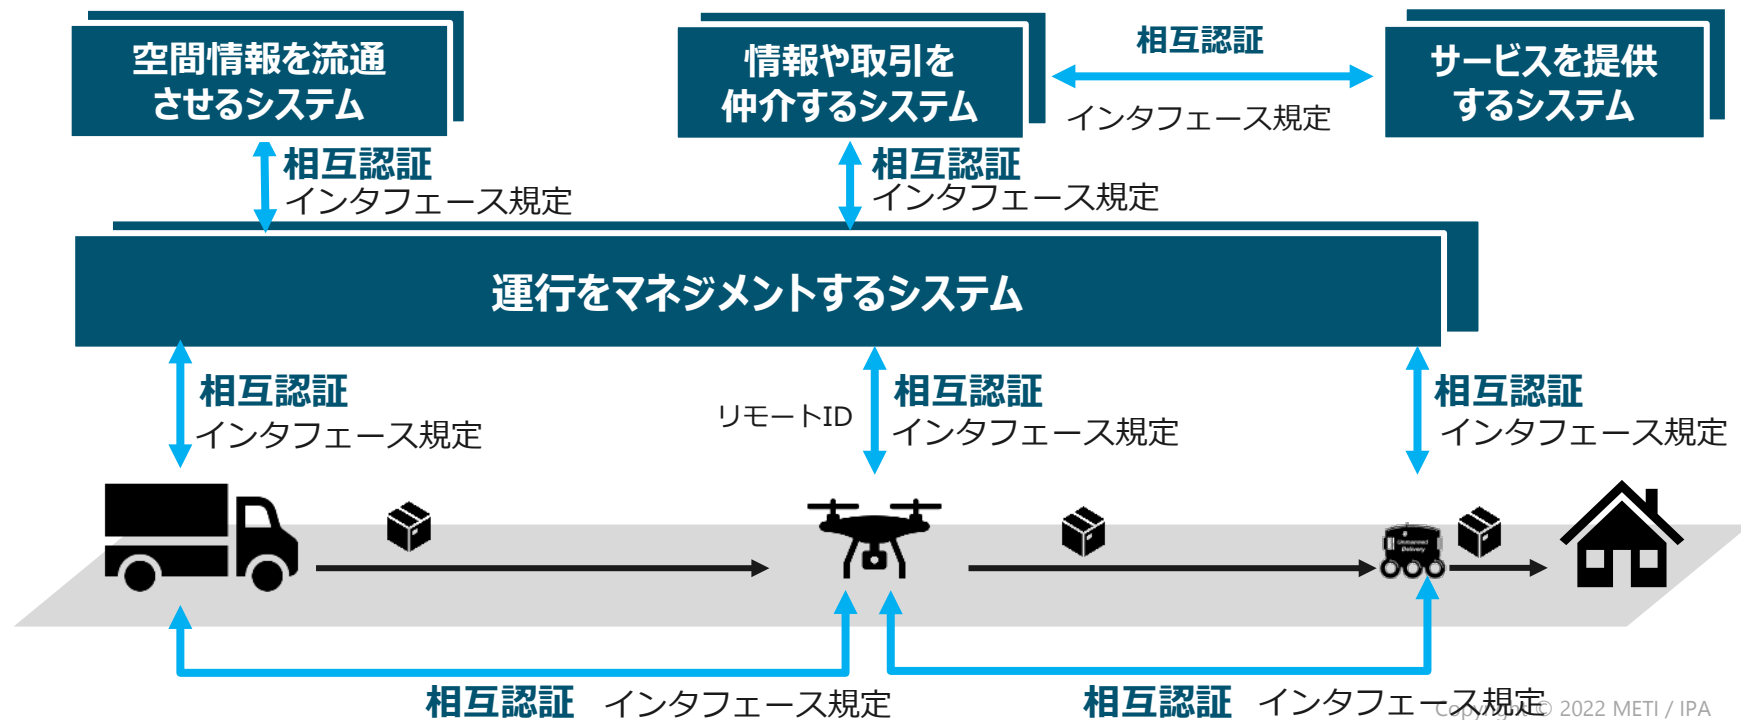 空間情報を流通
させるシステム
情報や取引を
仲介するシステム
相互認証
インタフェース規定
サービスを提供
するシステム
相互認証
インタフェース規定
相互認証
インタフェース規定
運行をマネジメントするシステム
相互認証
インタフェース規定
リモートID
相互認証
インタフェース規定
相互認証
インタフェース規定
Unmanned
Delivery
相互認証 インタフェース規定
相互認証 インタフェース規定
Copyright © 2022 METI / IPA